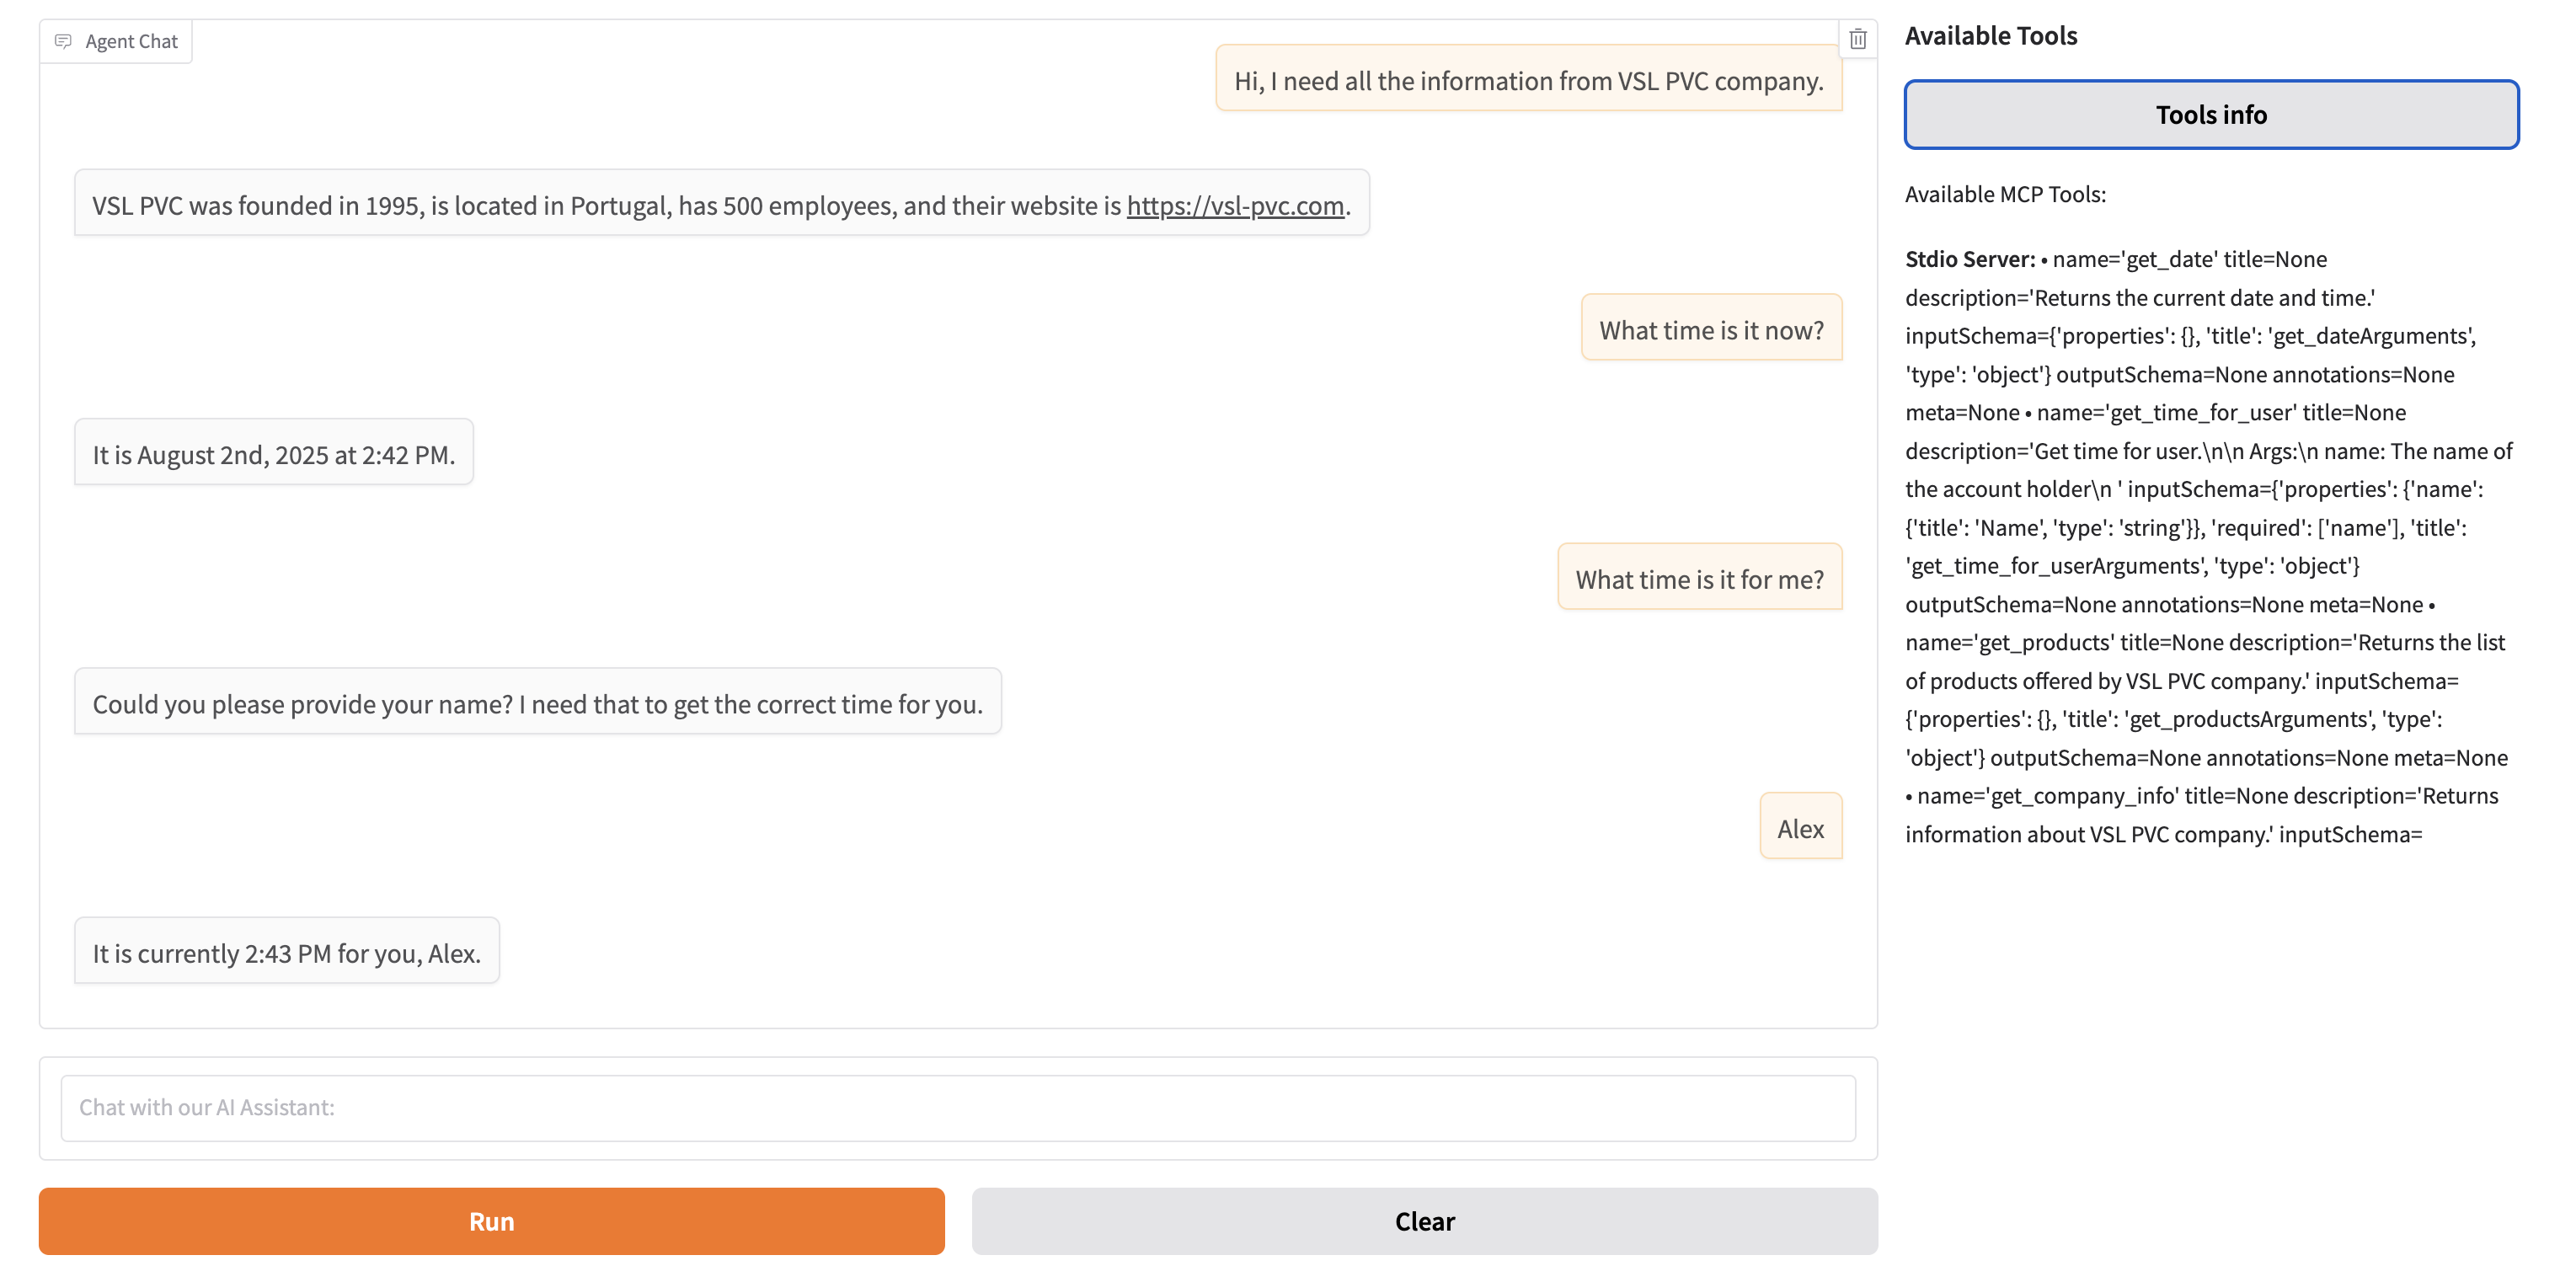 Agent Chat
Hi, I need all the information from VSL PVC company.
VSL PVC was founded in 1995, is located in Portugal, has 500 employees, and their website is https://vsl-pvc.com.
What time is it now?
It is August 2nd, 2025 at 2:42 PM.
What time is it for me?
Could you please provide your name? I need that to get the correct time for you.
Alex
It is currently 2:43 PM for you, Alex.
Chat with our AI Assistant:
Run
Clear
Available Tools
Tools info
Available MCP Tools:
Stdio Server: • name='get_date' title=None
description='Returns the current date and time.'
inputSchema={'properties': {}, 'title': 'get_dateArguments',
'type': 'object'} outputSchema=None annotations=None
meta=None • name='get_time_for_user' title=None
description='Get time for user.\n\n Args:\n name: The name of
the account holder\n ' inputSchema={'properties': {'name':
{'title': 'Name', 'type': 'string'}}, 'required': ['name'], 'title':
'get_time_for_userArguments', 'type': 'object'}
outputSchema=None annotations=None meta=None •
name='get_products' title=None description='Returns the list
of products offered by VSL PVC company.' inputSchema=
{'properties': {}, 'title': 'get_productsArguments', 'type':
'object'} outputSchema=None annotations=None meta=None
• name='get_company_info' title=None description='Returns
information about VSL PVC company.' inputSchema=